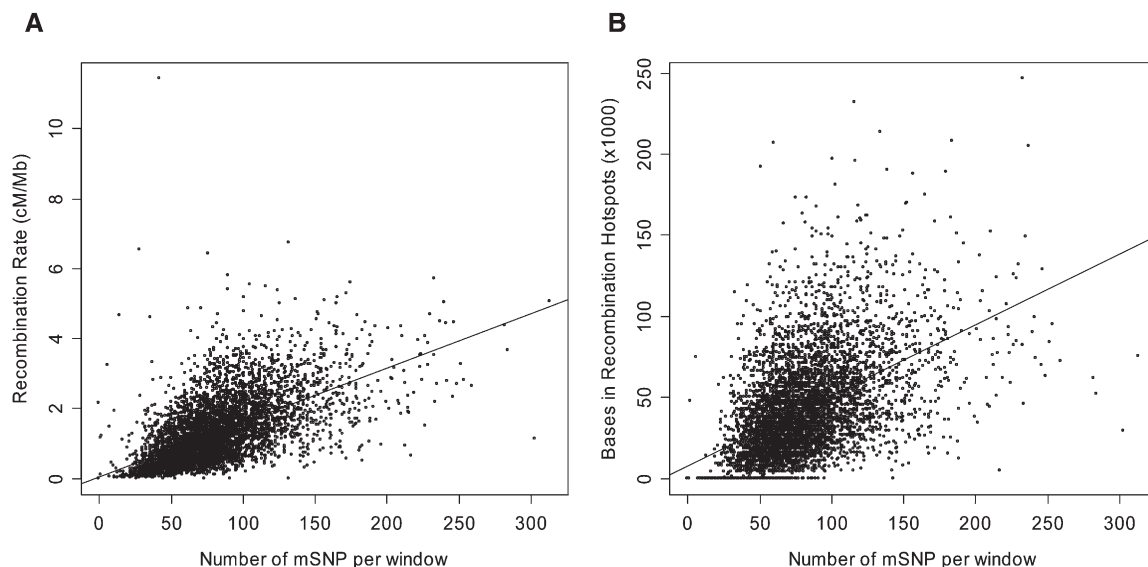 A
B
Recombination Rate (cM/Mb)
0
2
4
6
8
10
0 50 100 150 200 250 300
Number of mSNP per window
Bases in Recombination Hotspots (x1000)
0
50
100
150
200
250
0 50 100 150 200 250 300
Number of mSNP per window